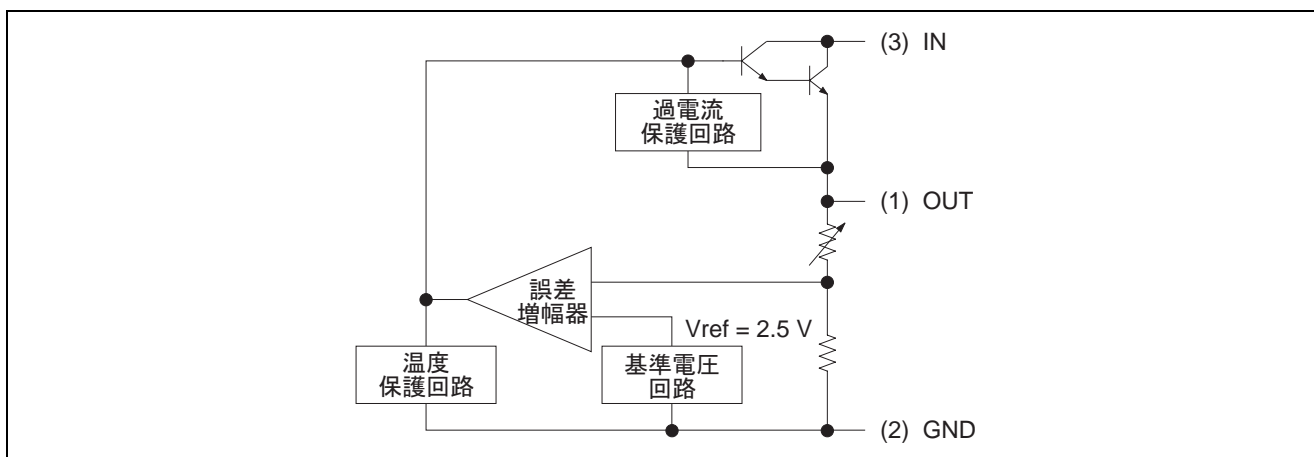 (3) IN
過電流
保護回路
(1) OUT
誤差
増幅器
Vref = 2.5 V
温度
保護回路
基準電圧
回路
(2) GND